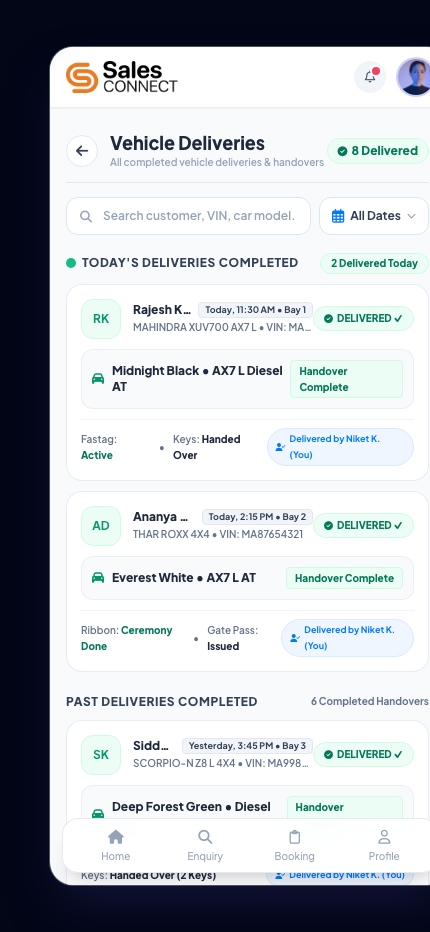 Sales
CONNECT
Vehicle Deliveries
All completed vehicle deliveries & handovers
8 Delivered
Search customer, VIN, car model.
All Dates
TODAY'S DELIVERIES COMPLETED
2 Delivered Today
RK
Rajesh K...
Today, 11:30 AM • Bay 1
MAHINDRA XUV700 AX7 L • VIN: MA...
DELIVERED ✓
Midnight Black • AX7 L Diesel
AT
Handover
Complete
Fastag:
Active
•
Keys: Handed
Over
Delivered by Niket K.
(You)
AD
Ananya ...
Today, 2:15 PM • Bay 2
THAR ROXX 4X4 • VIN: MA87654321
DELIVERED ✓
Everest White • AX7 L AT
Handover Complete
Ribbon: Ceremony
Done
•
Gate Pass:
Issued
Delivered by Niket K.
(You)
PAST DELIVERIES COMPLETED
6 Completed Handovers
SK
Sidd...
Yesterday, 3:45 PM • Bay 3
SCORPIO-N Z8 L 4X4 • VIN: MA998...
DELIVERED ✓
Deep Forest Green • Diesel
Handover
Home
Enquiry
Booking
Profile
Keys: Handed Over (2 Keys)
Delivered by Niket K. (You)